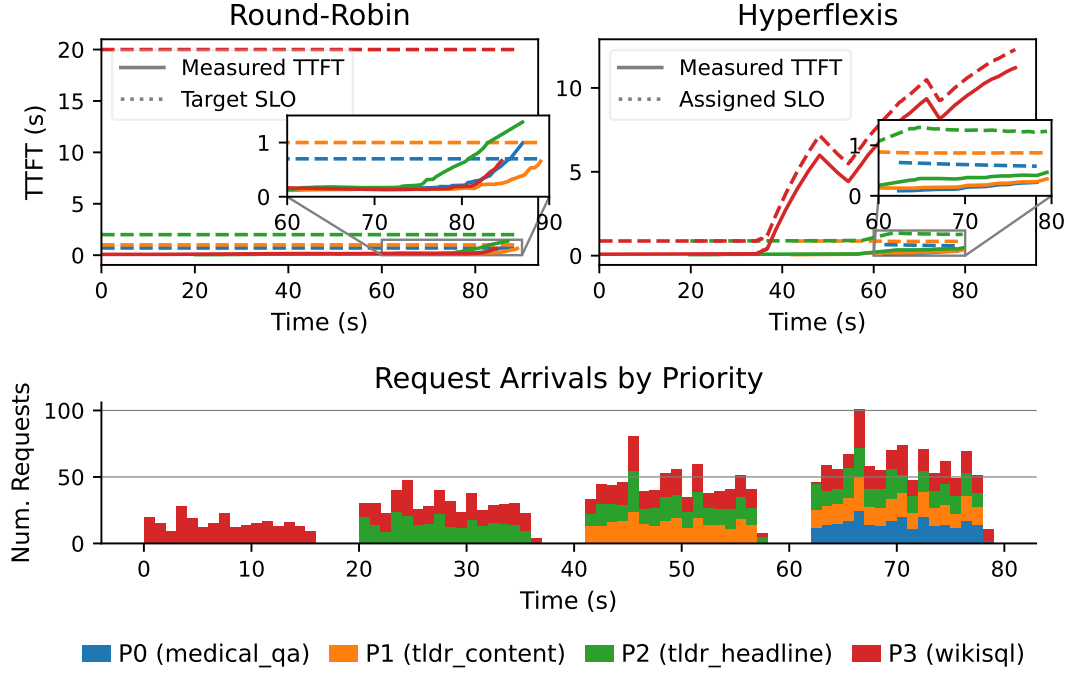 Round-Robin
Hyperflexis
TTFT (s)
20
15
10
5
0
Measured TTFT
Target SLO
1
0
60 70 80 90
0 20 40 60 80
Time (s)
10
5
0
Measured TTFT
Assigned SLO
1
0
60 70 80
0 20 40 60 80
Time (s)
Request Arrivals by Priority
Num. Requests
100
50
0
0 10 20 30 40 50 60 70 80
Time (s)
P0 (medical_qa) P1 (tldr_content) P2 (tldr_headline) P3 (wikisql)